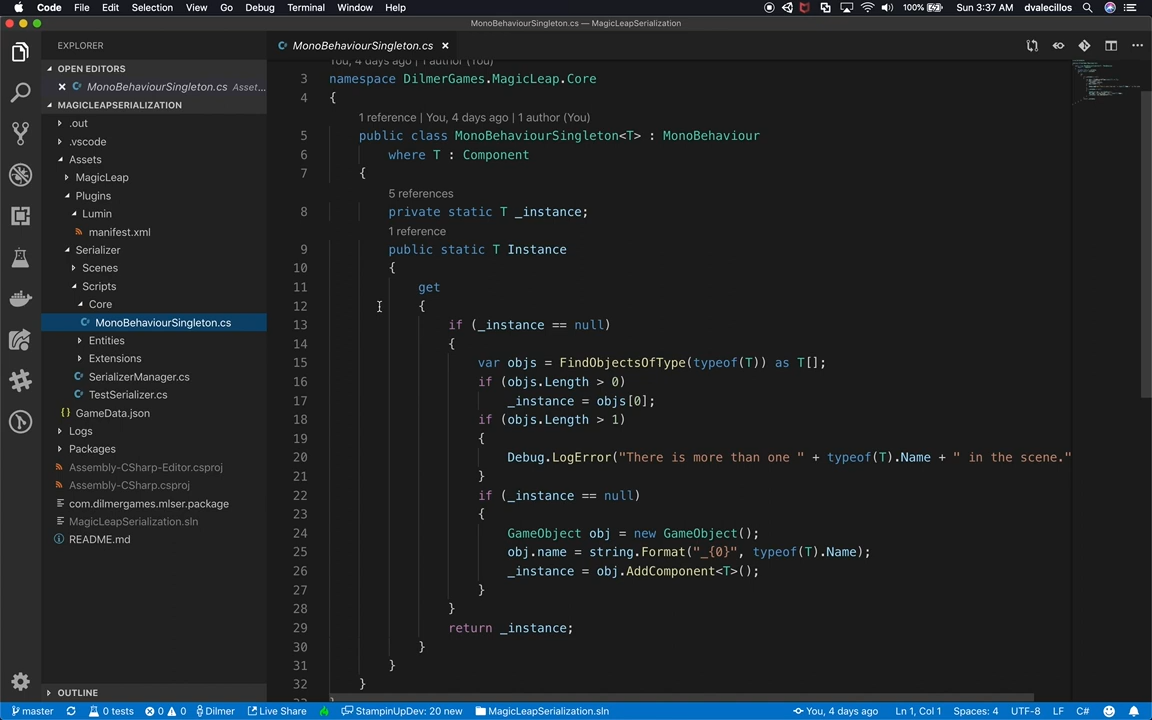 Code File Edit Selection View Go Debug Terminal Window Help 100% Sun 3:37 AM dvalecillos
MonoBehaviourSingleton.cs — MagicLeapSerialization
EXPLORER
OPEN EDITORS
MonoBehaviourSingleton.cs Asset...
MAGICLEAPSERIALIZATION
.out
.vscode
Assets
MagicLeap
Plugins
Lumin
manifest.xml
Serializer
Scenes
Scripts
Core
MonoBehaviourSingleton.cs
Entities
Extensions
SerializerManager.cs
TestSerializer.cs
{} GameData.json
Logs
Packages
Assembly-CSharp-Editor.csproj
Assembly-CSharp.csproj
com.dilmergames.mlser.package
MagicLeapSerialization.sln
README.md
OUTLINE
MonoBehaviourSingleton.cs ×
You, 4 days ago | 1 author (You)
3 namespace DilmerGames.MagicLeap.Core
4 {
1 reference | You, 4 days ago | 1 author (You)
5 public class MonoBehaviourSingleton<T> : MonoBehaviour
6 where T : Component
7 {
5 references
8 private static T _instance;
1 reference
9 public static T Instance
10 {
11 get
12 {
13 if (_instance == null)
14 {
15 var objs = FindObjectsOfType(typeof(T)) as T[];
16 if (objs.Length > 0)
17 _instance = objs[0];
18 if (objs.Length > 1)
19 {
20 Debug.LogError("There is more than one " + typeof(T).Name + " in the scene."
21 }
22 if (_instance == null)
23 {
24 GameObject obj = new GameObject();
25 obj.name = string.Format("_{0}", typeof(T).Name);
26 _instance = obj.AddComponent<T>();
27 }
28 }
29 return _instance;
30 }
31 }
32 }
master 0 tests 0 0 Dilmer Live Share StampinUpDev: 20 new MagicLeapSerialization.sln You, 4 days ago Ln 1, Col 1 Spaces: 4 UTF-8 LF C#